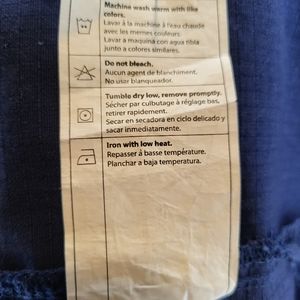 Machine wash warm with like
colors.
Lavar à la machine à l'eau chaude
avec les memes couleurs.
Lavar a maquina con agua tibia
junto a colores similares.
Do not bleach.
Aucun agent de blanchiment.
No usar blanqueador.
Tumble dry low, remove promptly.
Sécher par culbutage à réglage bas,
retirer rapidement.
Secar en secadora en ciclo delicado y
sacar inmediatamente.
Iron with low heat.
Repasser à basse température.
Planchar a baja temperatura.